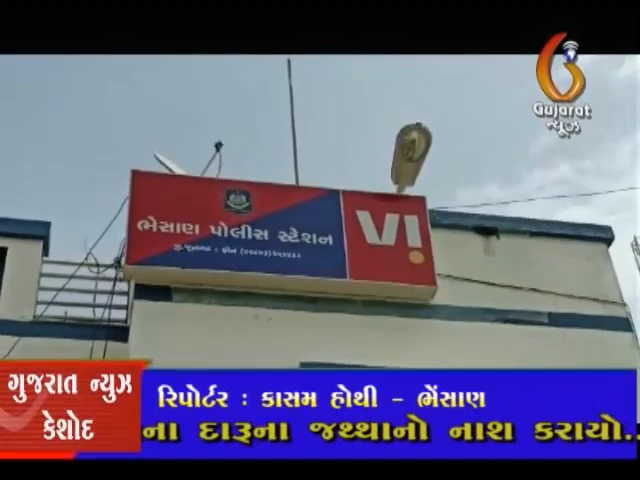 Gujarat
ન્યૂઝ
ભેસાણ પોલીસ સ્ટેશન
VI
ગુજરાત ન્યુઝ
કેશોદ
રિપોર્ટર : કાસમ હોથી - ભેંસાણ
ના દારૂના જથ્થાનો નાશ કરાયો..